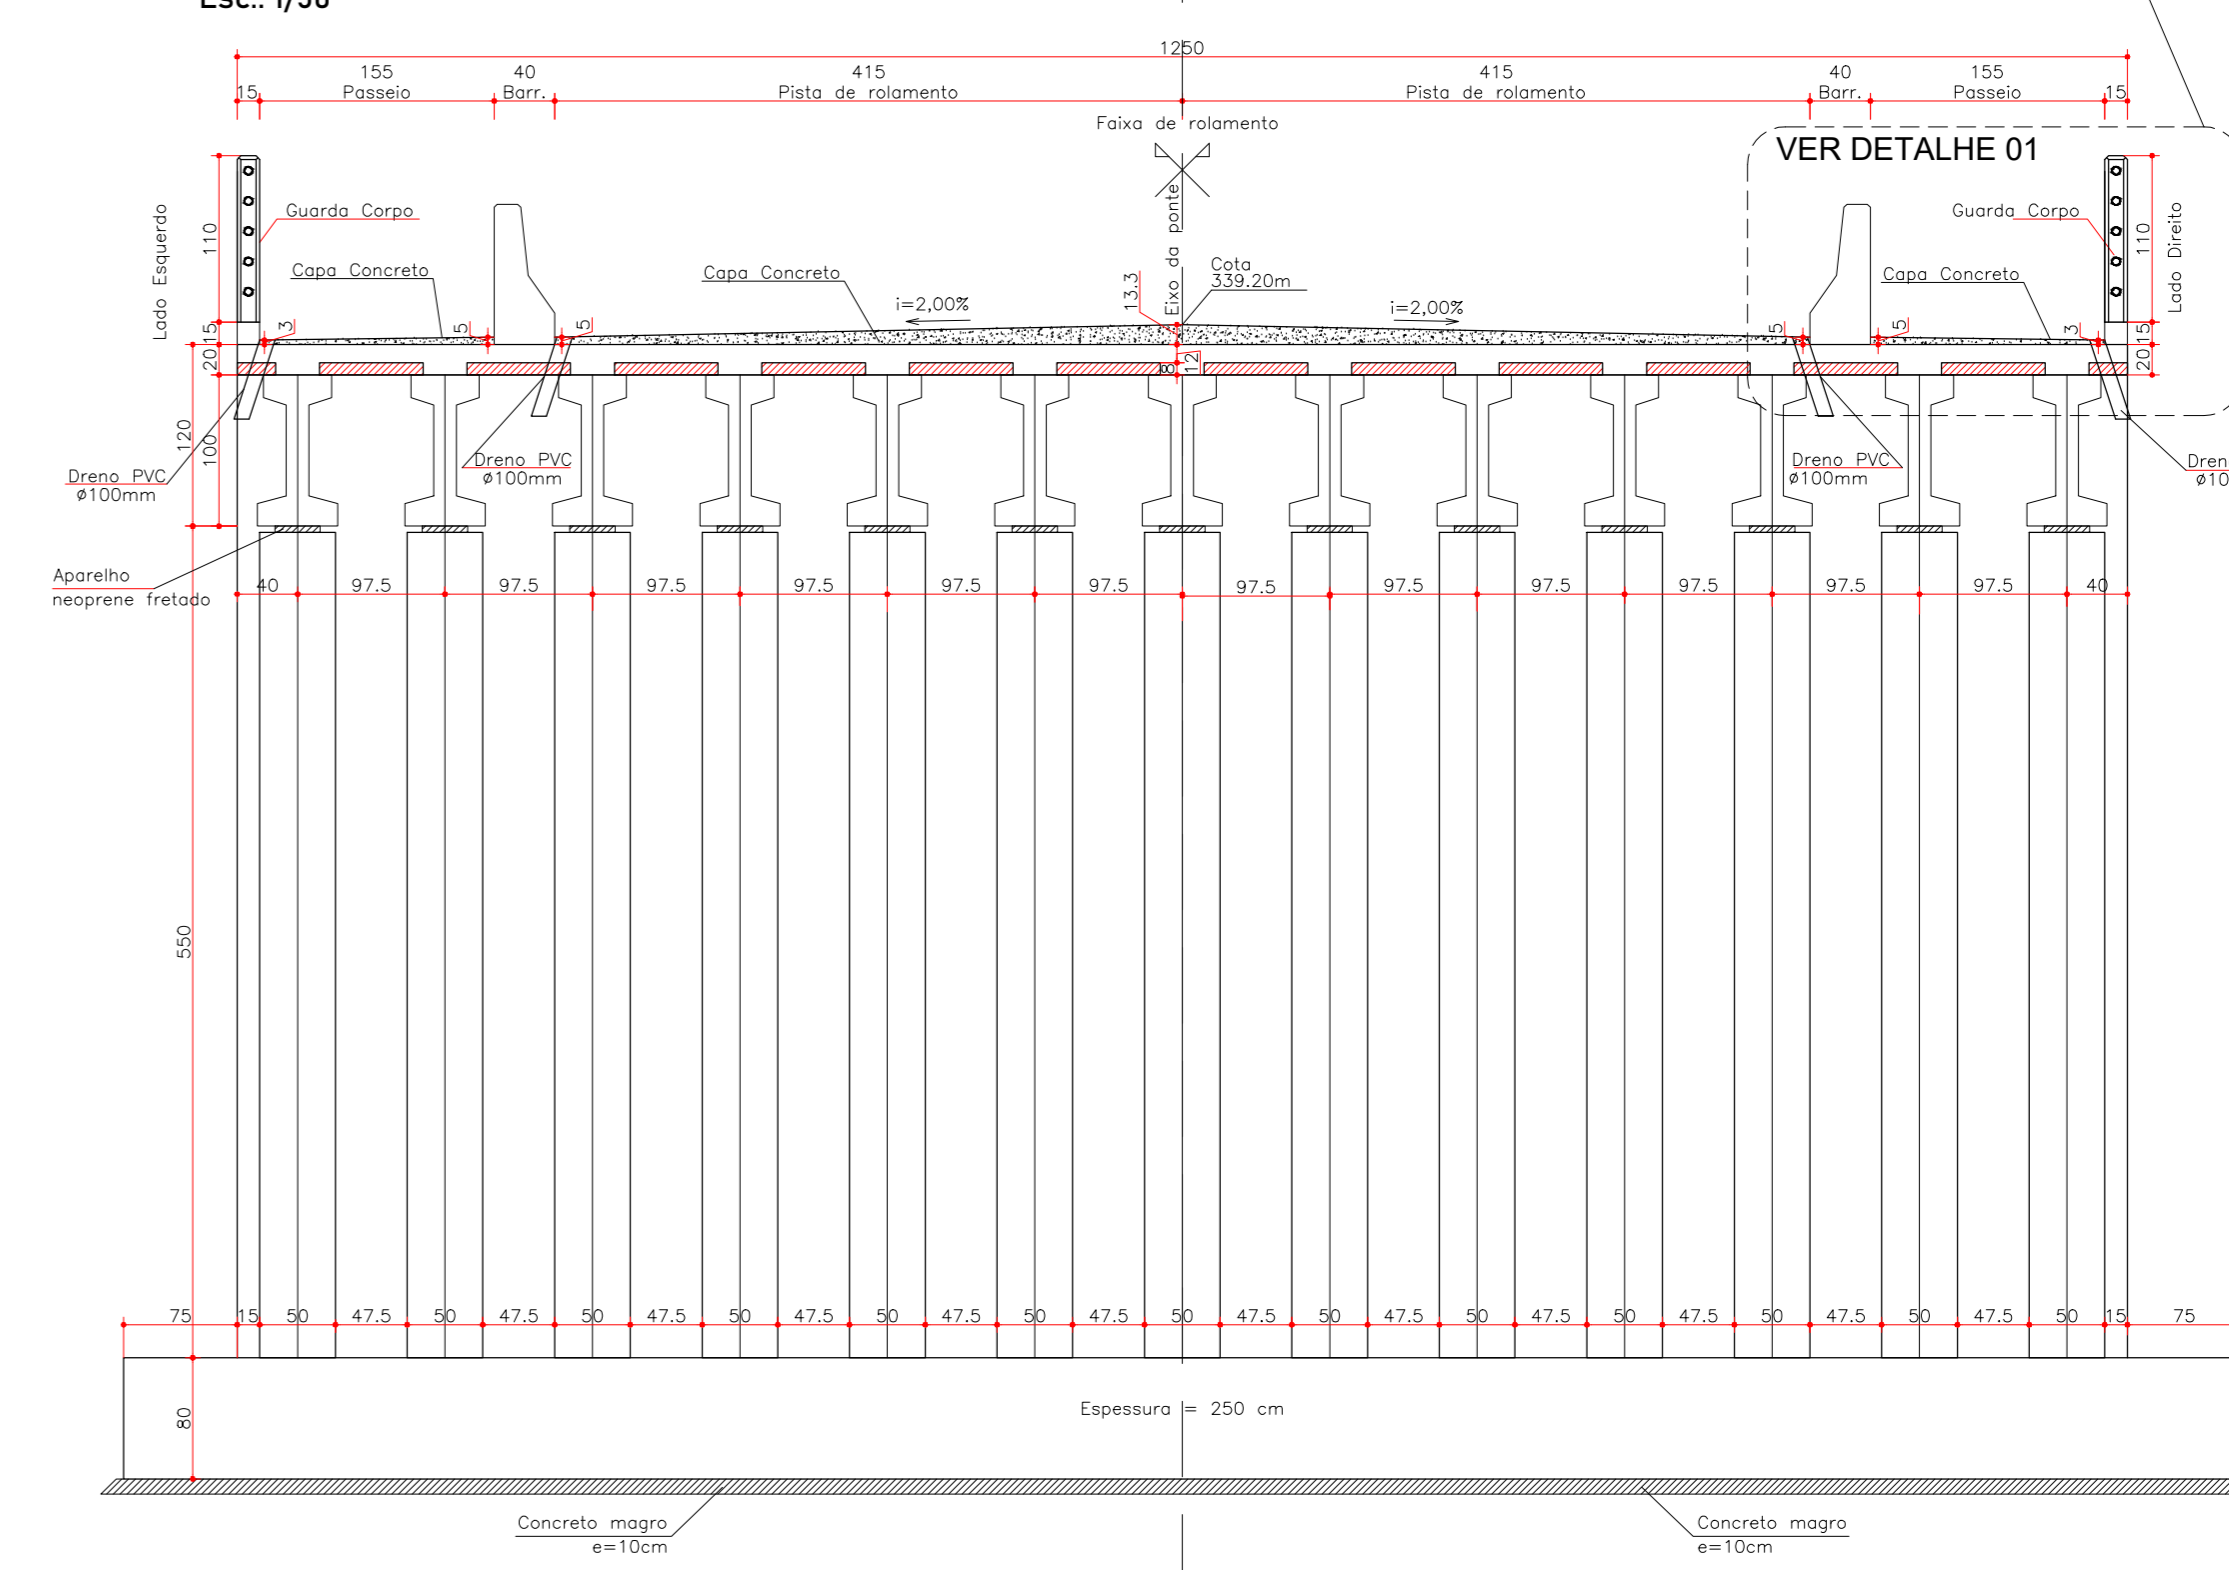 1250
155 40 415 415 40 155
15 Passeio Barr. Pista de rolamento Pista de rolamento Barr. Passeio 15
Faixa de rolamento
VER DETALHE 01
Lado Esquerdo
110
Guarda Corpo
Capa Concreto
Capa Concreto
i=2,00%
13.3
Eixo da ponte
Cota
339.20m
i=2,00%
Guarda Corpo
Capa Concreto
110
Lado Direito
15
3
5
5
5
5
3
15
20
8
12
20
120
100
Dreno PVC
ø100mm
Dreno PVC
ø100mm
Dreno PVC
ø100mm
Aparelho
neoprene fretado
40 97.5 97.5 97.5 97.5 97.5 97.5 97.5 97.5 97.5 97.5 97.5 97.5 40
550
75 15 50 47.5 50 47.5 50 47.5 50 47.5 50 47.5 50 47.5 50 47.5 50 47.5 50 47.5 50 47.5 50 47.5 50 47.5 50 15 75
80
Espessura = 250 cm
Concreto magro
e=10cm
Concreto magro
e=10cm